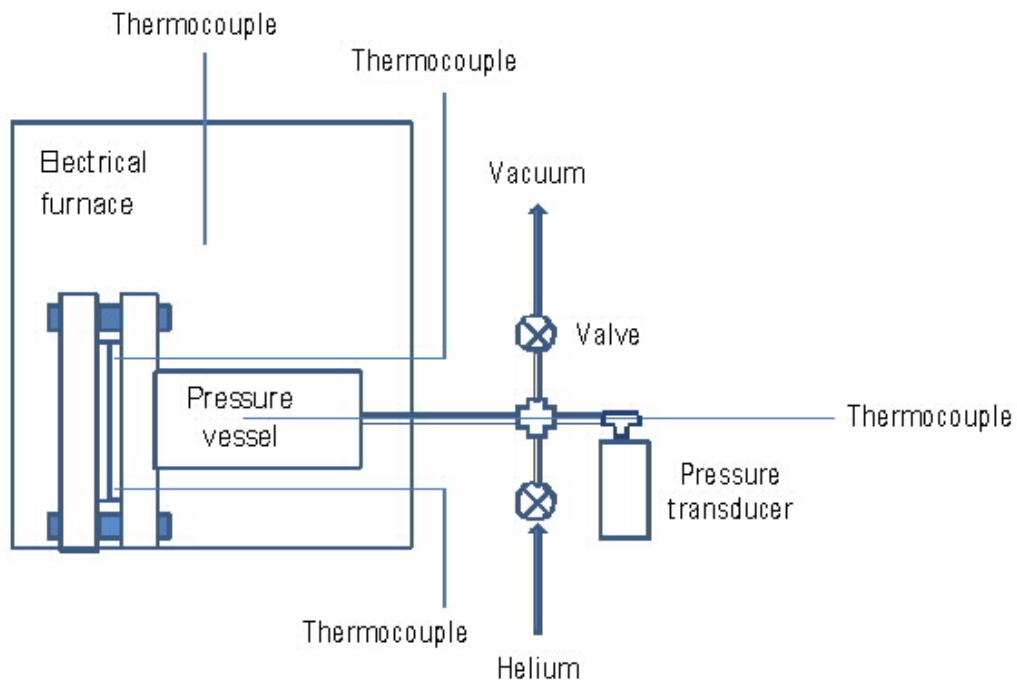 Thermocouple
Thermocouple
Electrical
furnace
Vacuum
Valve
Pressure
vessel
Thermocouple
Pressure
transducer
Thermocouple
Helium